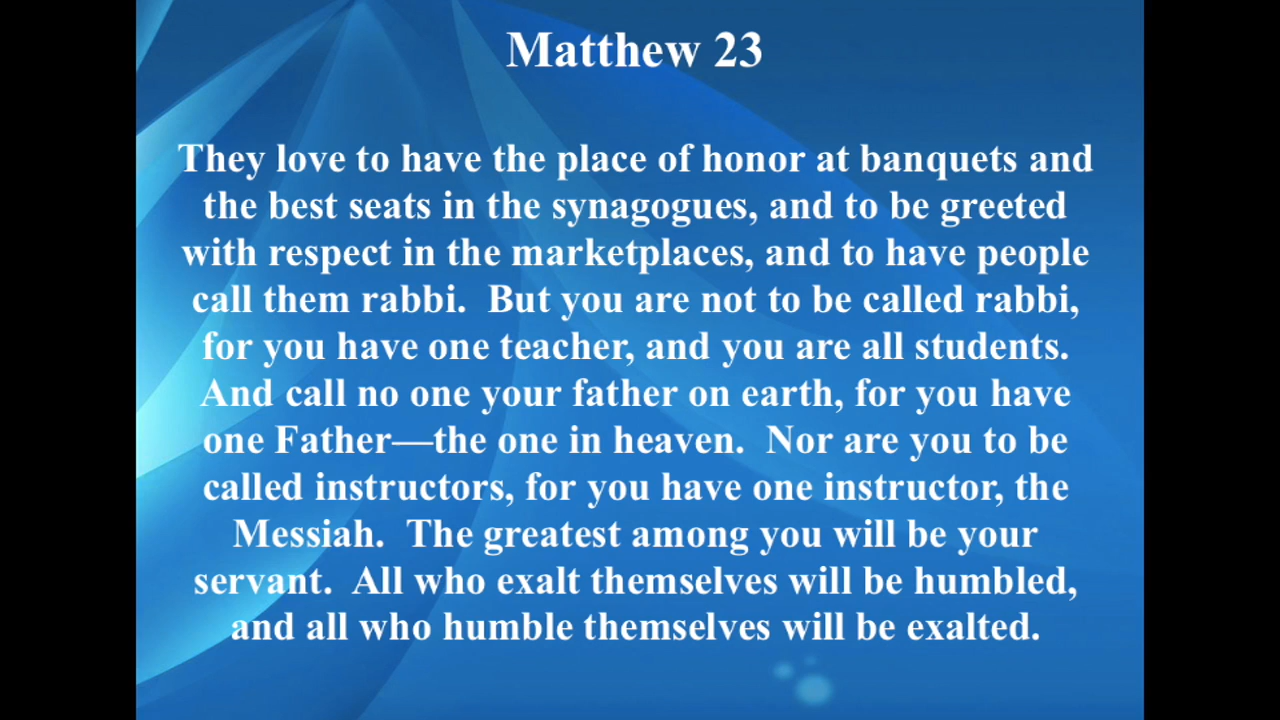 Matthew 23
They love to have the place of honor at banquets and
the best seats in the synagogues, and to be greeted
with respect in the marketplaces, and to have people
call them rabbi.  But you are not to be called rabbi,
for you have one teacher, and you are all students.
And call no one your father on earth, for you have
one Father—the one in heaven.  Nor are you to be
called instructors, for you have one instructor, the
Messiah.  The greatest among you will be your
servant.  All who exalt themselves will be humbled,
and all who humble themselves will be exalted.